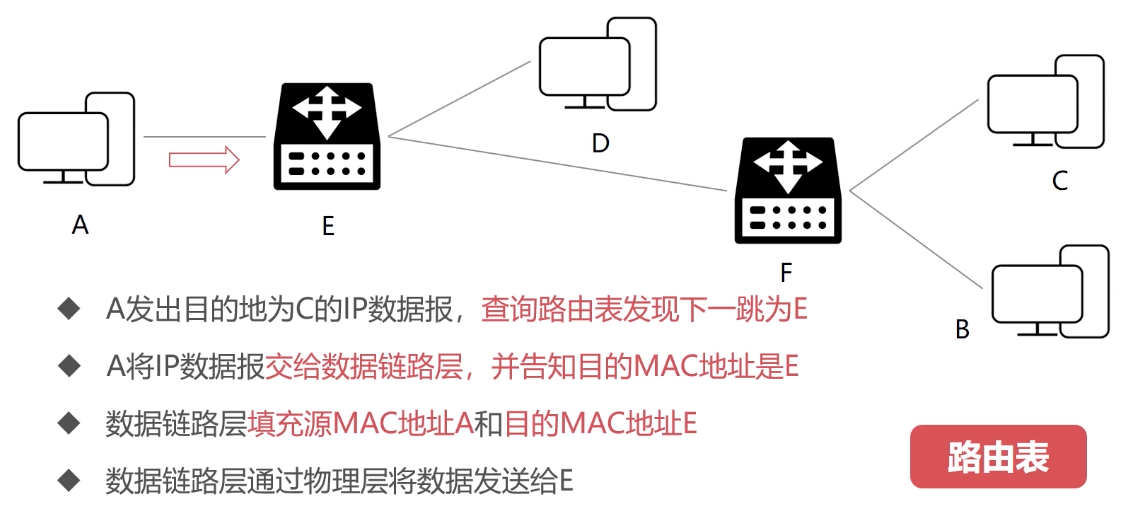 D
A
E
C
F
B
A发出目的地为C的IP数据报，查询路由表发现下一跳为E
A将IP数据报交给数据链路层，并告知目的MAC地址是E
数据链路层填充源MAC地址A和目的MAC地址E
数据链路层通过物理层将数据发送给E
路由表